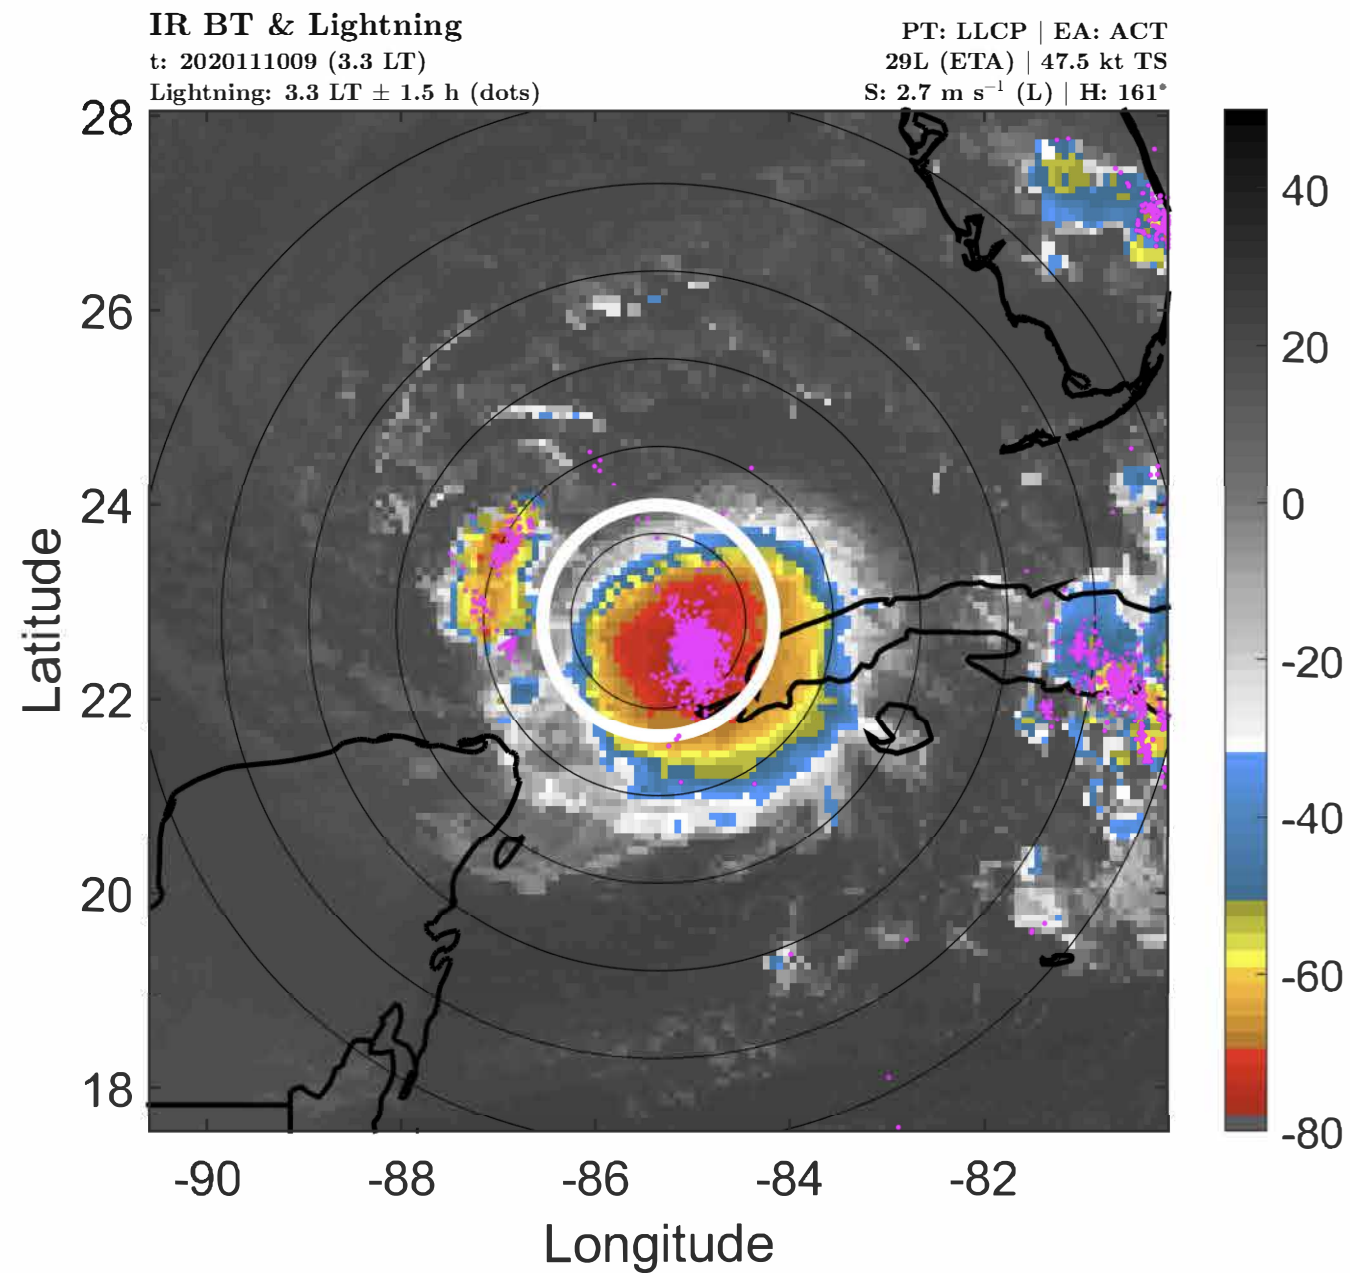 IR BT & Lightning
t: 2020111009 (3.3 LT)
Lightning: 3.3 LT ± 1.5 h (dots)
PT: LLCP | EA: ACT
29L (ETA) | 47.5 kt TS
S: 2.7 m s⁻¹ (L) | H: 161°
28
26
24
22
20
18
Latitude
-90 -88 -86 -84 -82
Longitude
40
20
0
-20
-40
-60
-80